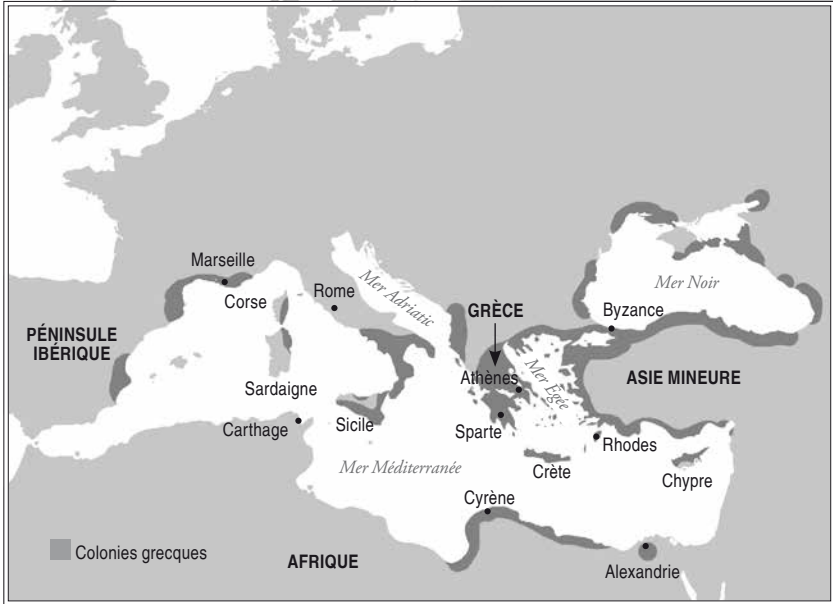 Marseille
Corse
Rome
Mer Adriatic
GRÈCE
Mer Noir
Byzance
PÉNINSULE
IBÉRIQUE
Athènes
Mer Egée
ASIE MINEURE
Sardaigne
Carthage
Sicile
Sparte
Rhodes
Mer Méditerranée
Crète
Chypre
Cyrène
Colonies grecques
AFRIQUE
Alexandrie